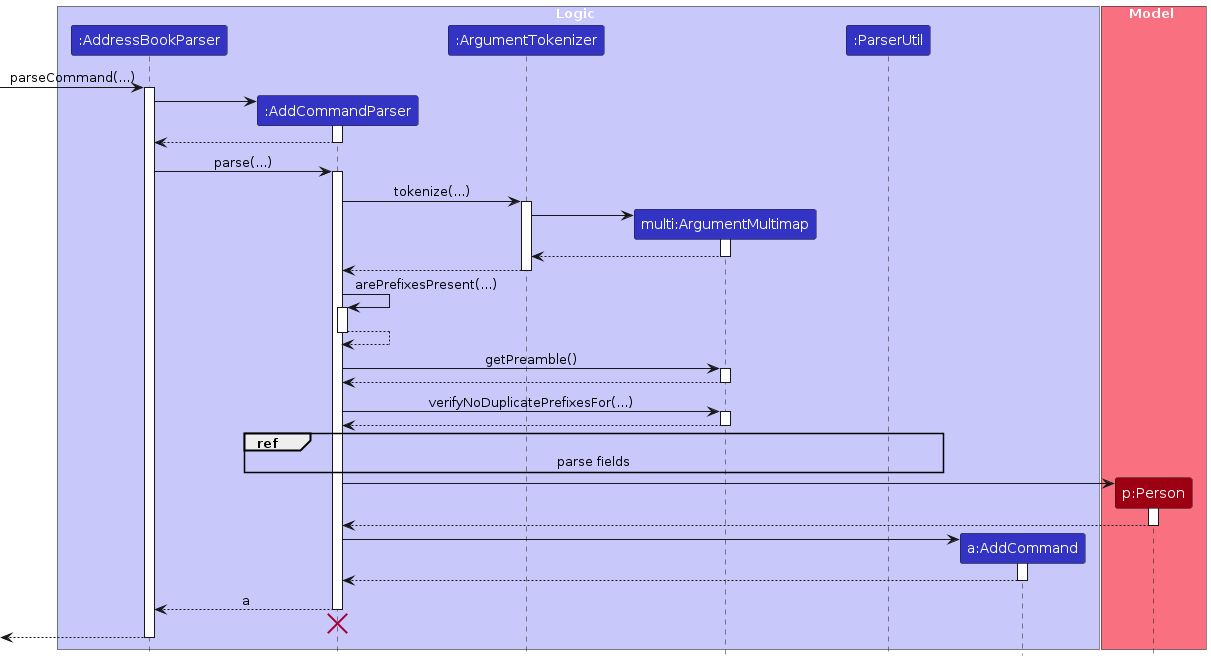 Logic
Model
:AddressBookParser
:ArgumentTokenizer
:ParserUtil
parseCommand(...)
:AddCommandParser
parse(...)
tokenize(...)
multi:ArgumentMultimap
arePrefixesPresent(...)
getPreamble()
verifyNoDuplicatePrefixesFor(...)
ref
parse fields
p:Person
a:AddCommand
a